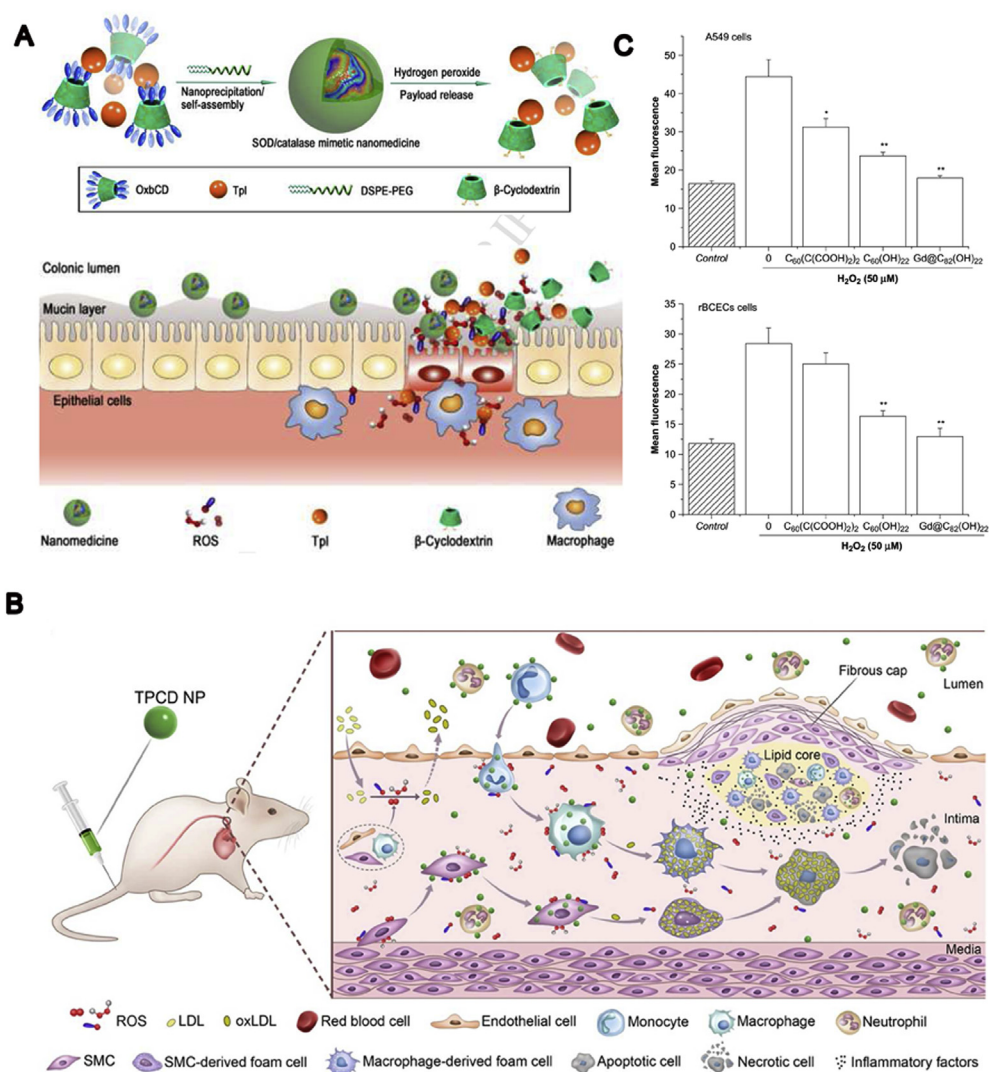 A
Nanoprecipitation/
self-assembly
SOD/catalase mimetic nanomedicine
Hydrogen peroxide
Payload release
OxbCD
Tpl
DSPE-PEG
β-Cyclodextrin
Colonic lumen
Mucin layer
Epithelial cells
Nanomedicine
ROS
Tpl
β-Cyclodextrin
Macrophage
C
A549 cells
Mean fluorescence
50
40
30
20
10
0
*
**
**
Control
0
C60(C(COOH)2)2
C60(OH)22
Gd@C82(OH)22
H2O2 (50 µM)
rBCECs cells
Mean fluorescence
35
30
25
20
15
10
5
0
**
**
Control
0
C60(C(COOH)2)2
C60(OH)22
Gd@C82(OH)22
H2O2 (50 µM)
B
TPCD NP
Fibrous cap
Lumen
Lipid core
Intima
Media
ROS
LDL
oxLDL
Red blood cell
Endothelial cell
Monocyte
Macrophage
Neutrophil
SMC
SMC-derived foam cell
Macrophage-derived foam cell
Apoptotic cell
Necrotic cell
Inflammatory factors